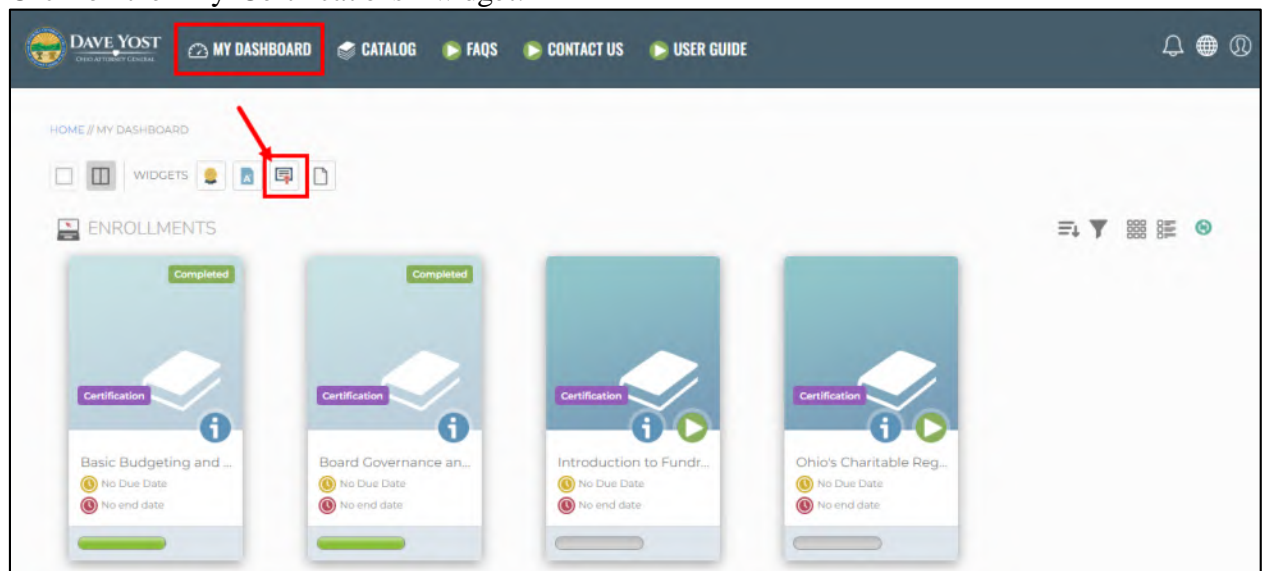 DAVE YOST
OHIO ATTORNEY GENERAL
MY DASHBOARD CATALOG FAQS CONTACT US USER GUIDE
HOME // MY DASHBOARD
WIDGETS
ENROLLMENTS
Completed Completed
Certification Certification Certification Certification
Basic Budgeting and ... Board Governance an... Introduction to Fundr... Ohio's Charitable Reg...
No Due Date No Due Date No Due Date No Due Date
No end date No end date No end date No end date